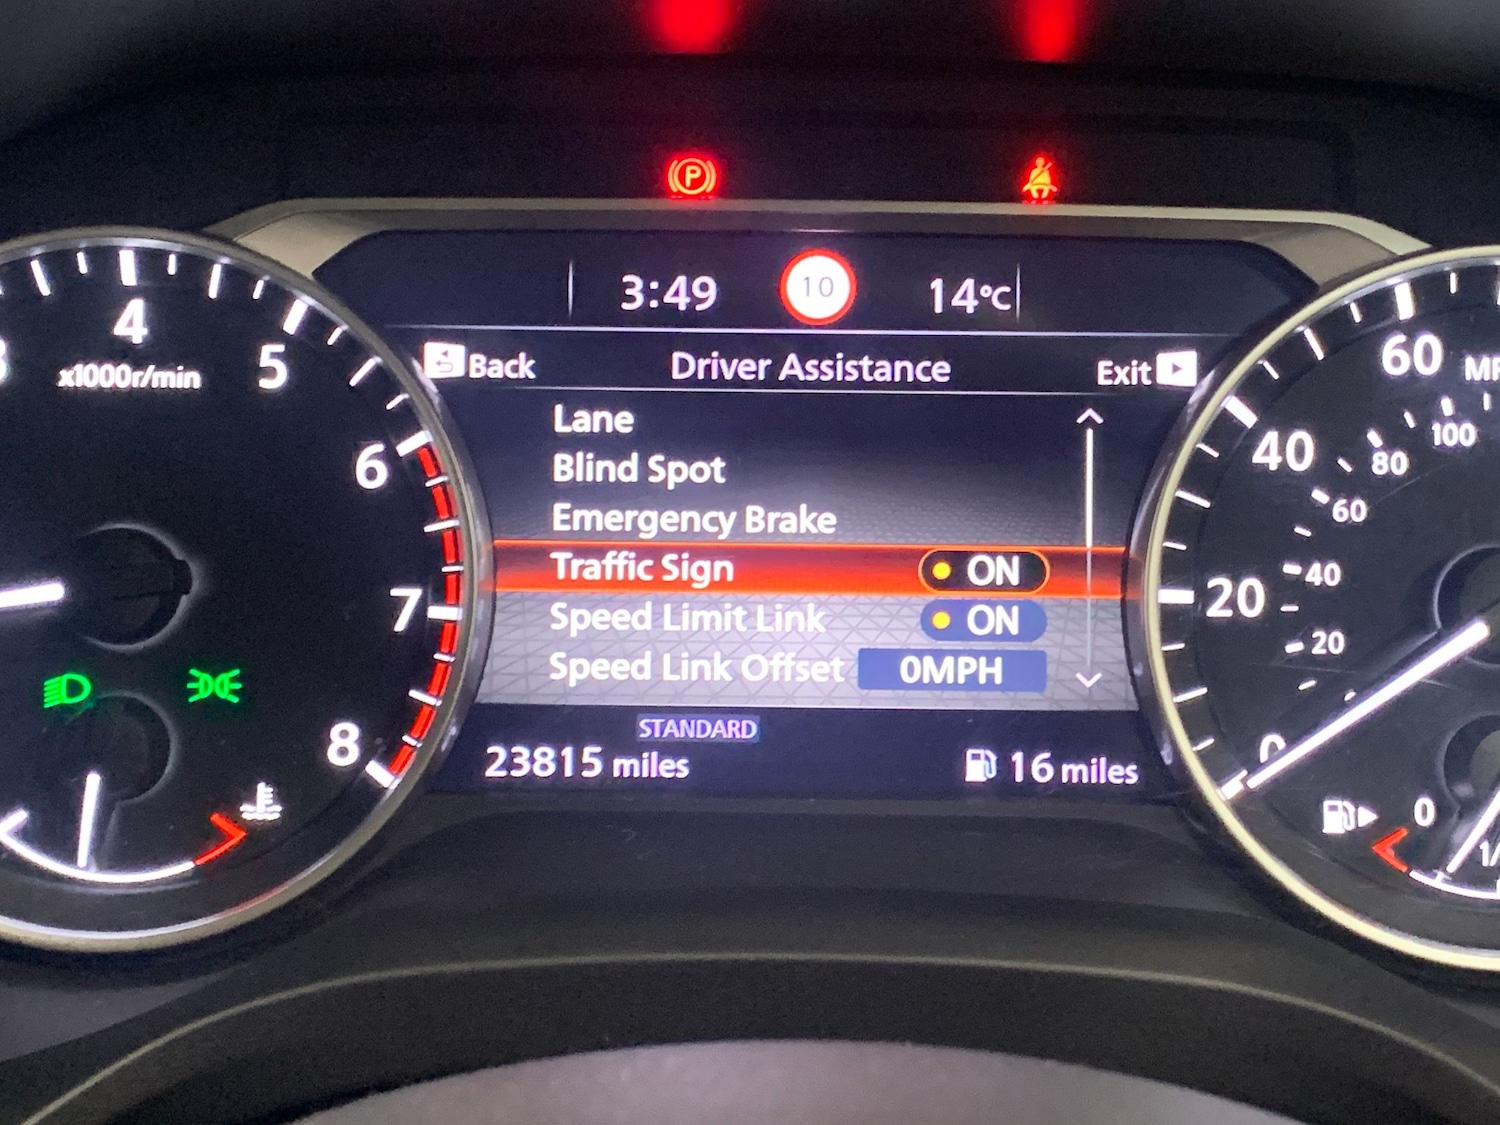 P
3:49
10
14°C
Back
Driver Assistance
Exit
Lane
Blind Spot
Emergency Brake
Traffic Sign ON
Speed Limit Link ON
Speed Link Offset 0MPH
STANDARD
23815 miles
16 miles
4
5
x1000r/min
6
7
8
60
40
100
80
60
20
40
20
0
0